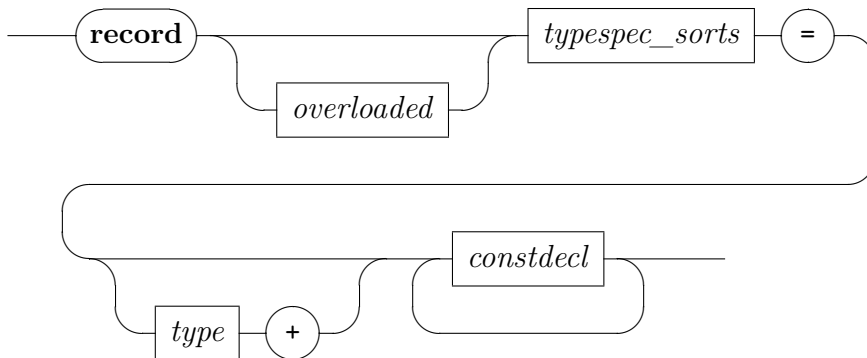 record typespec_sorts =
overloaded
constdecl
type +